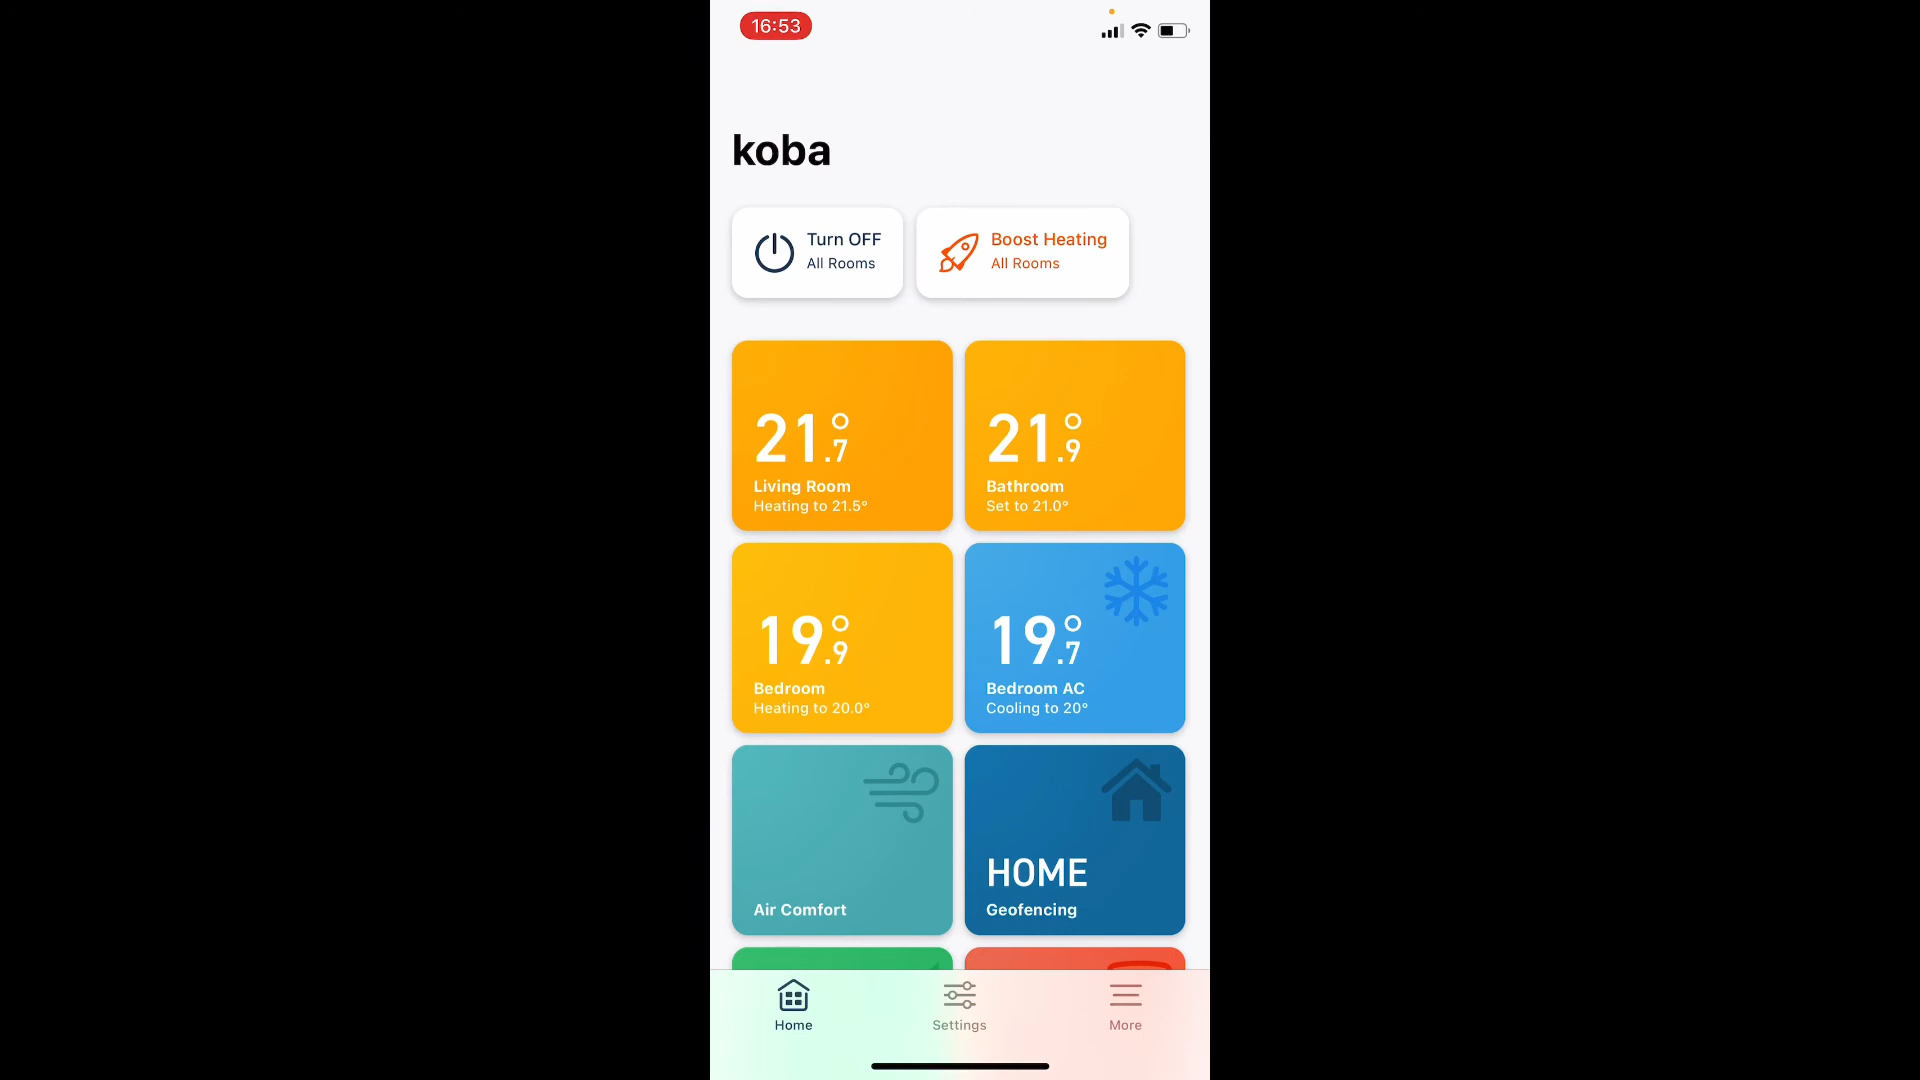 16:53
koba
Turn OFF
All Rooms
Boost Heating
All Rooms
21.7°
Living Room
Heating to 21.5°
21.9°
Bathroom
Set to 21.0°
19.9°
Bedroom
Heating to 20.0°
19.7°
Bedroom AC
Cooling to 20°
Air Comfort
HOME
Geofencing
Home
Settings
More